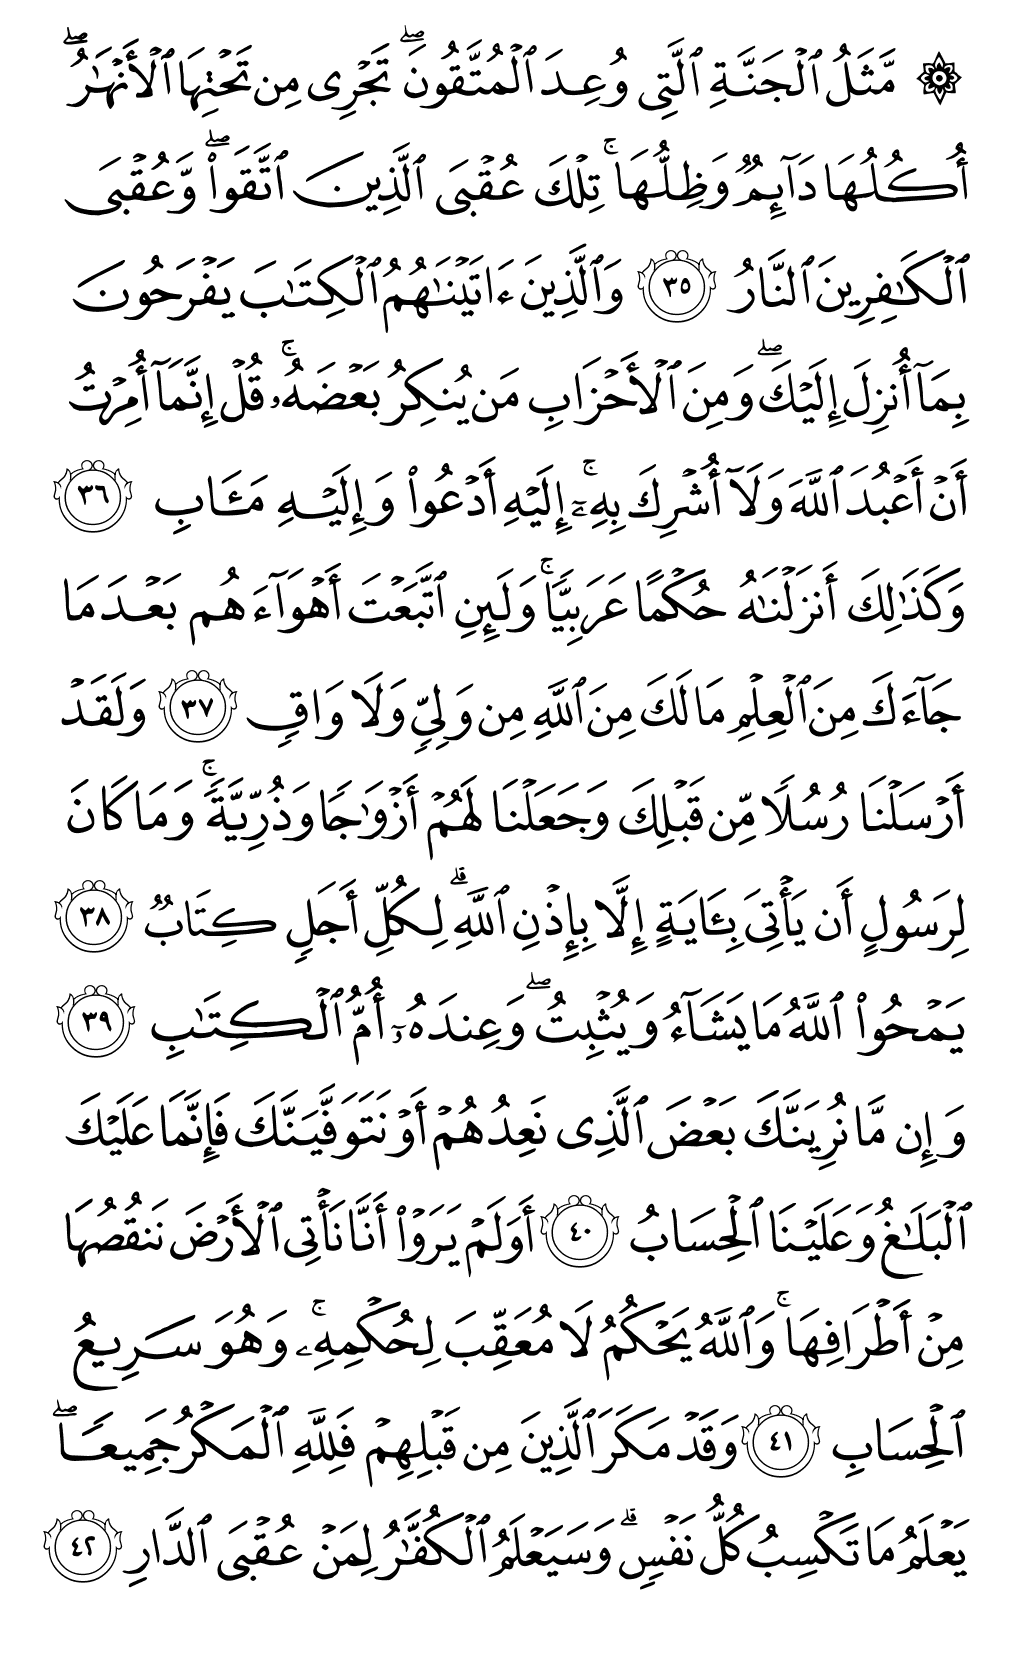 ۞ مَّثَلُ ٱلْجَنَّةِ ٱلَّتِى وُعِدَ ٱلْمُتَّقُونَ ۖ تَجْرِى مِن تَحْتِهَا ٱلْأَنْهَـٰرُ ۖ
أُكُلُهَا دَآئِمٌ وَظِلُّهَا ۚ تِلْكَ عُقْبَى ٱلَّذِينَ ٱتَّقَوا۟ ۖ وَّعُقْبَى
ٱلْكَـٰفِرِينَ ٱلنَّارُ ٣٥ وَٱلَّذِينَ ءَاتَيْنَـٰهُمُ ٱلْكِتَـٰبَ يَفْرَحُونَ
بِمَآ أُنزِلَ إِلَيْكَ ۖ وَمِنَ ٱلْأَحْزَابِ مَن يُنكِرُ بَعْضَهُۥ ۚ قُلْ إِنَّمَآ أُمِرْتُ
أَنْ أَعْبُدَ ٱللَّهَ وَلَآ أُشْرِكَ بِهِۦٓ ۚ إِلَيْهِ أَدْعُوا۟ وَإِلَيْهِ مَـَٔابِ ٣٦
وَكَذَٰلِكَ أَنزَلْنَـٰهُ حُكْمًا عَرَبِيًّا ۚ وَلَئِنِ ٱتَّبَعْتَ أَهْوَآءَهُم بَعْدَ مَا
جَآءَكَ مِنَ ٱلْعِلْمِ مَا لَكَ مِنَ ٱللَّهِ مِن وَلِىٍّ وَلَا وَاقٍ ٣٧ وَلَقَدْ
أَرْسَلْنَا رُسُلًا مِّن قَبْلِكَ وَجَعَلْنَا لَهُمْ أَزْوَٰجًا وَذُرِّيَّةً ۚ وَمَا كَانَ
لِرَسُولٍ أَن يَأْتِىَ بِـَٔايَةٍ إِلَّا بِإِذْنِ ٱللَّهِ ۗ لِكُلِّ أَجَلٍ كِتَابٌ ٣٨
يَمْحُوا۟ ٱللَّهُ مَا يَشَآءُ وَيُثْبِتُ ۖ وَعِندَهُۥٓ أُمُّ ٱلْكِتَـٰبِ ٣٩
وَإِن مَّا نُرِيَنَّكَ بَعْضَ ٱلَّذِى نَعِدُهُمْ أَوْ نَتَوَفَّيَنَّكَ فَإِنَّمَا عَلَيْكَ
ٱلْبَلَـٰغُ وَعَلَيْنَا ٱلْحِسَابُ ٤٠ أَوَلَمْ يَرَوْا۟ أَنَّا نَأْتِى ٱلْأَرْضَ نَنقُصُهَا
مِنْ أَطْرَافِهَا ۚ وَٱللَّهُ يَحْكُمُ لَا مُعَقِّبَ لِحُكْمِهِۦ ۚ وَهُوَ سَرِيعُ
ٱلْحِسَابِ ٤١ وَقَدْ مَكَرَ ٱلَّذِينَ مِن قَبْلِهِمْ فَلِلَّهِ ٱلْمَكْرُ جَمِيعًا ۖ
يَعْلَمُ مَا تَكْسِبُ كُلُّ نَفْسٍ ۗ وَسَيَعْلَمُ ٱلْكُفَّـٰرُ لِمَنْ عُقْبَى ٱلدَّارِ ٤٢